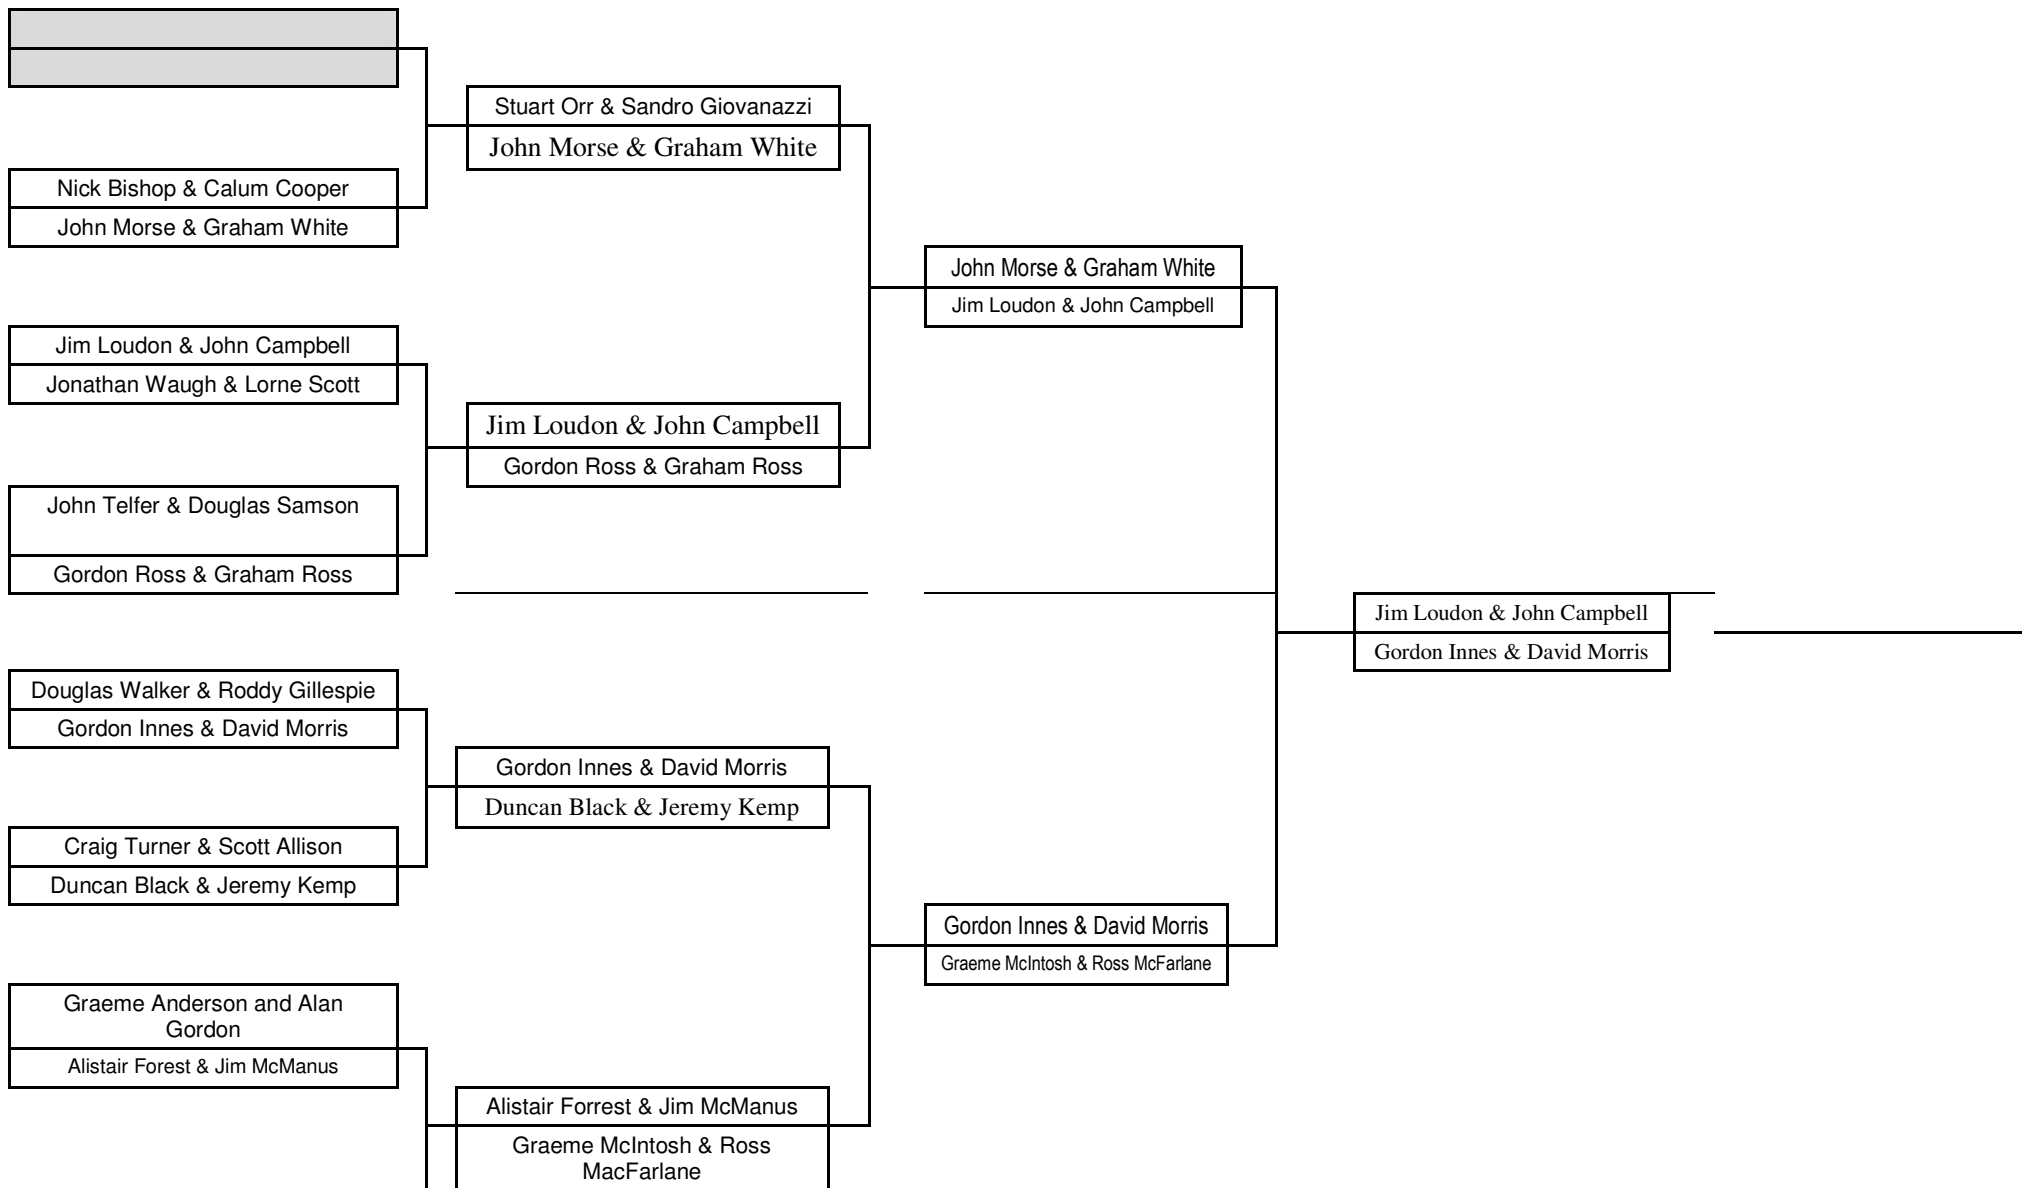 Stuart Orr & Sandro Giovanazzi
John Morse & Graham White
Nick Bishop & Calum Cooper
John Morse & Graham White
John Morse & Graham White
Jim Loudon & John Campbell
Jim Loudon & John Campbell
Jonathan Waugh & Lorne Scott
Jim Loudon & John Campbell
Gordon Ross & Graham Ross
John Telfer & Douglas Samson
Gordon Ross & Graham Ross
Jim Loudon & John Campbell
Gordon Innes & David Morris
Douglas Walker & Roddy Gillespie
Gordon Innes & David Morris
Gordon Innes & David Morris
Duncan Black & Jeremy Kemp
Craig Turner & Scott Allison
Duncan Black & Jeremy Kemp
Gordon Innes & David Morris
Graeme McIntosh & Ross McFarlane
Graeme Anderson and Alan
Gordon
Alistair Forest & Jim McManus
Alistair Forrest & Jim McManus
Graeme McIntosh & Ross
MacFarlane